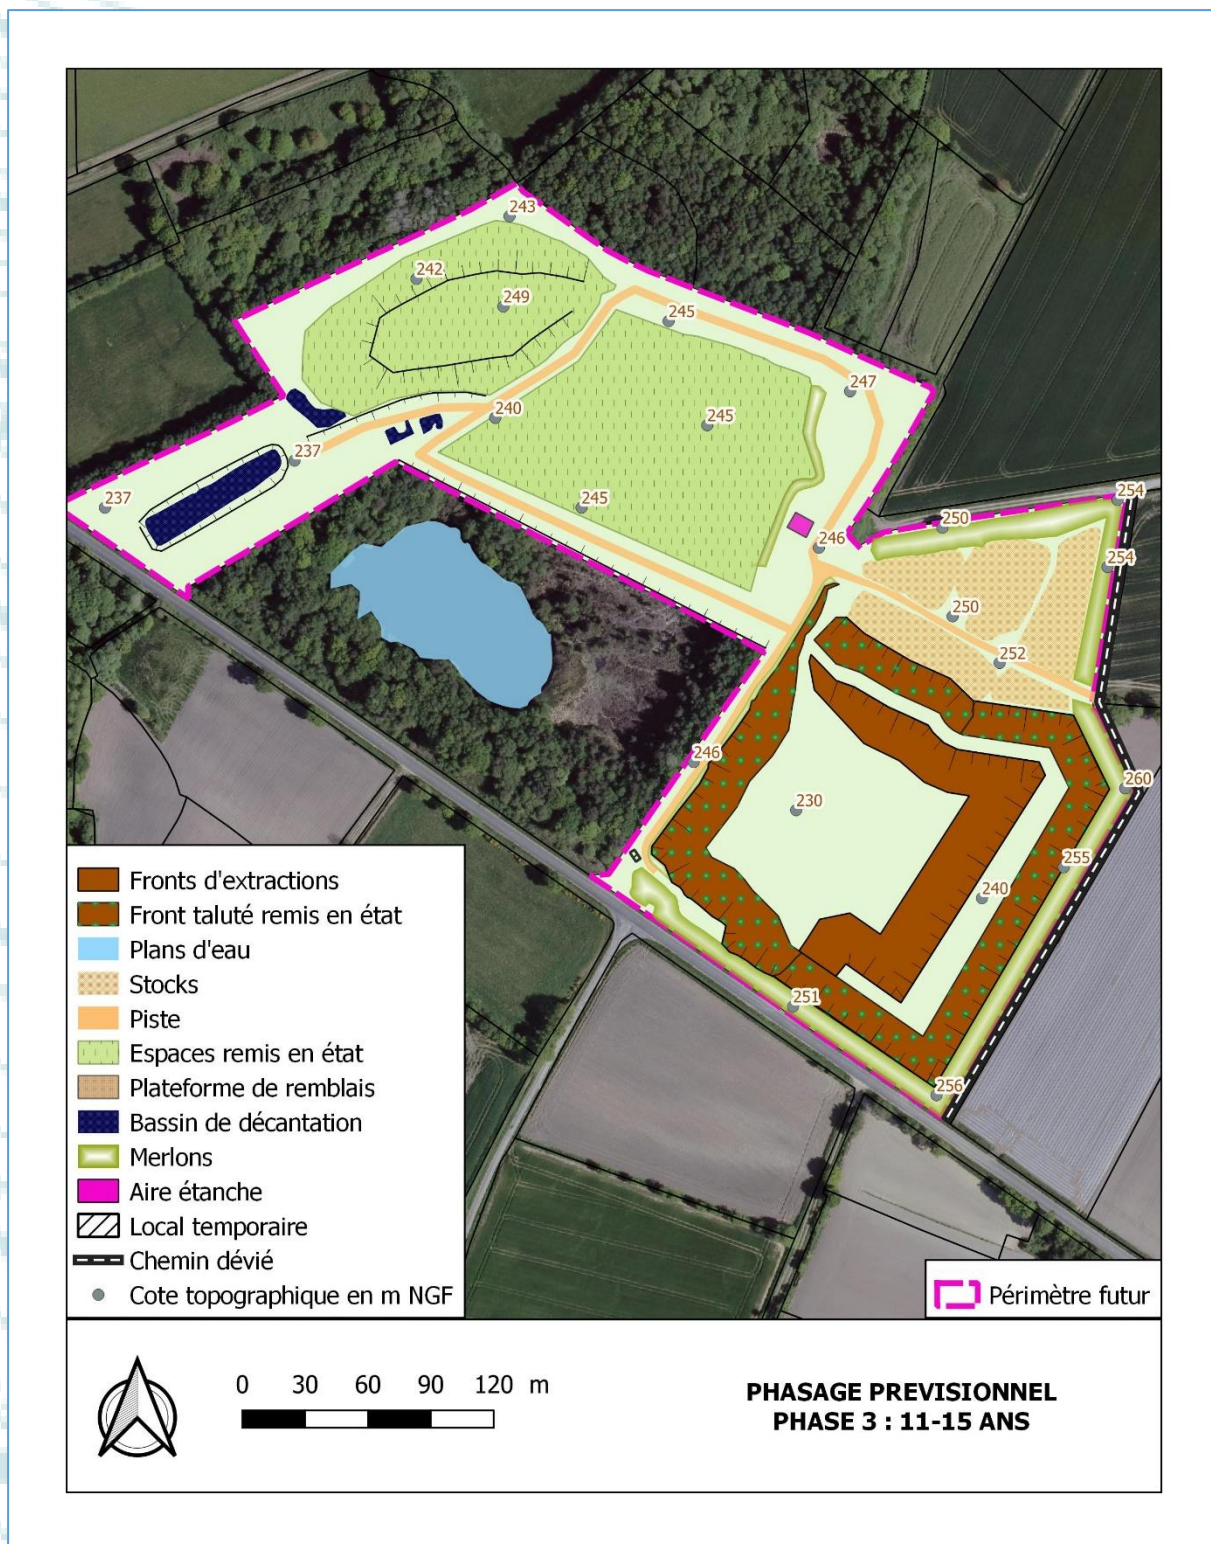 243
242
249
245
247
240
245
237
237
245
254
250
246
254
250
252
246
260
230
255
240
251
256
Fronts d'extractions
Front taluté remis en état
Plans d'eau
Stocks
Piste
Espaces remis en état
Plateforme de remblais
Bassin de décantation
Merlons
Aire étanche
Local temporaire
Chemin dévié
Cote topographique en m NGF
Périmètre futur
0 30 60 90 120 m
PHASAGE PREVISIONNEL
PHASE 3 : 11-15 ANS